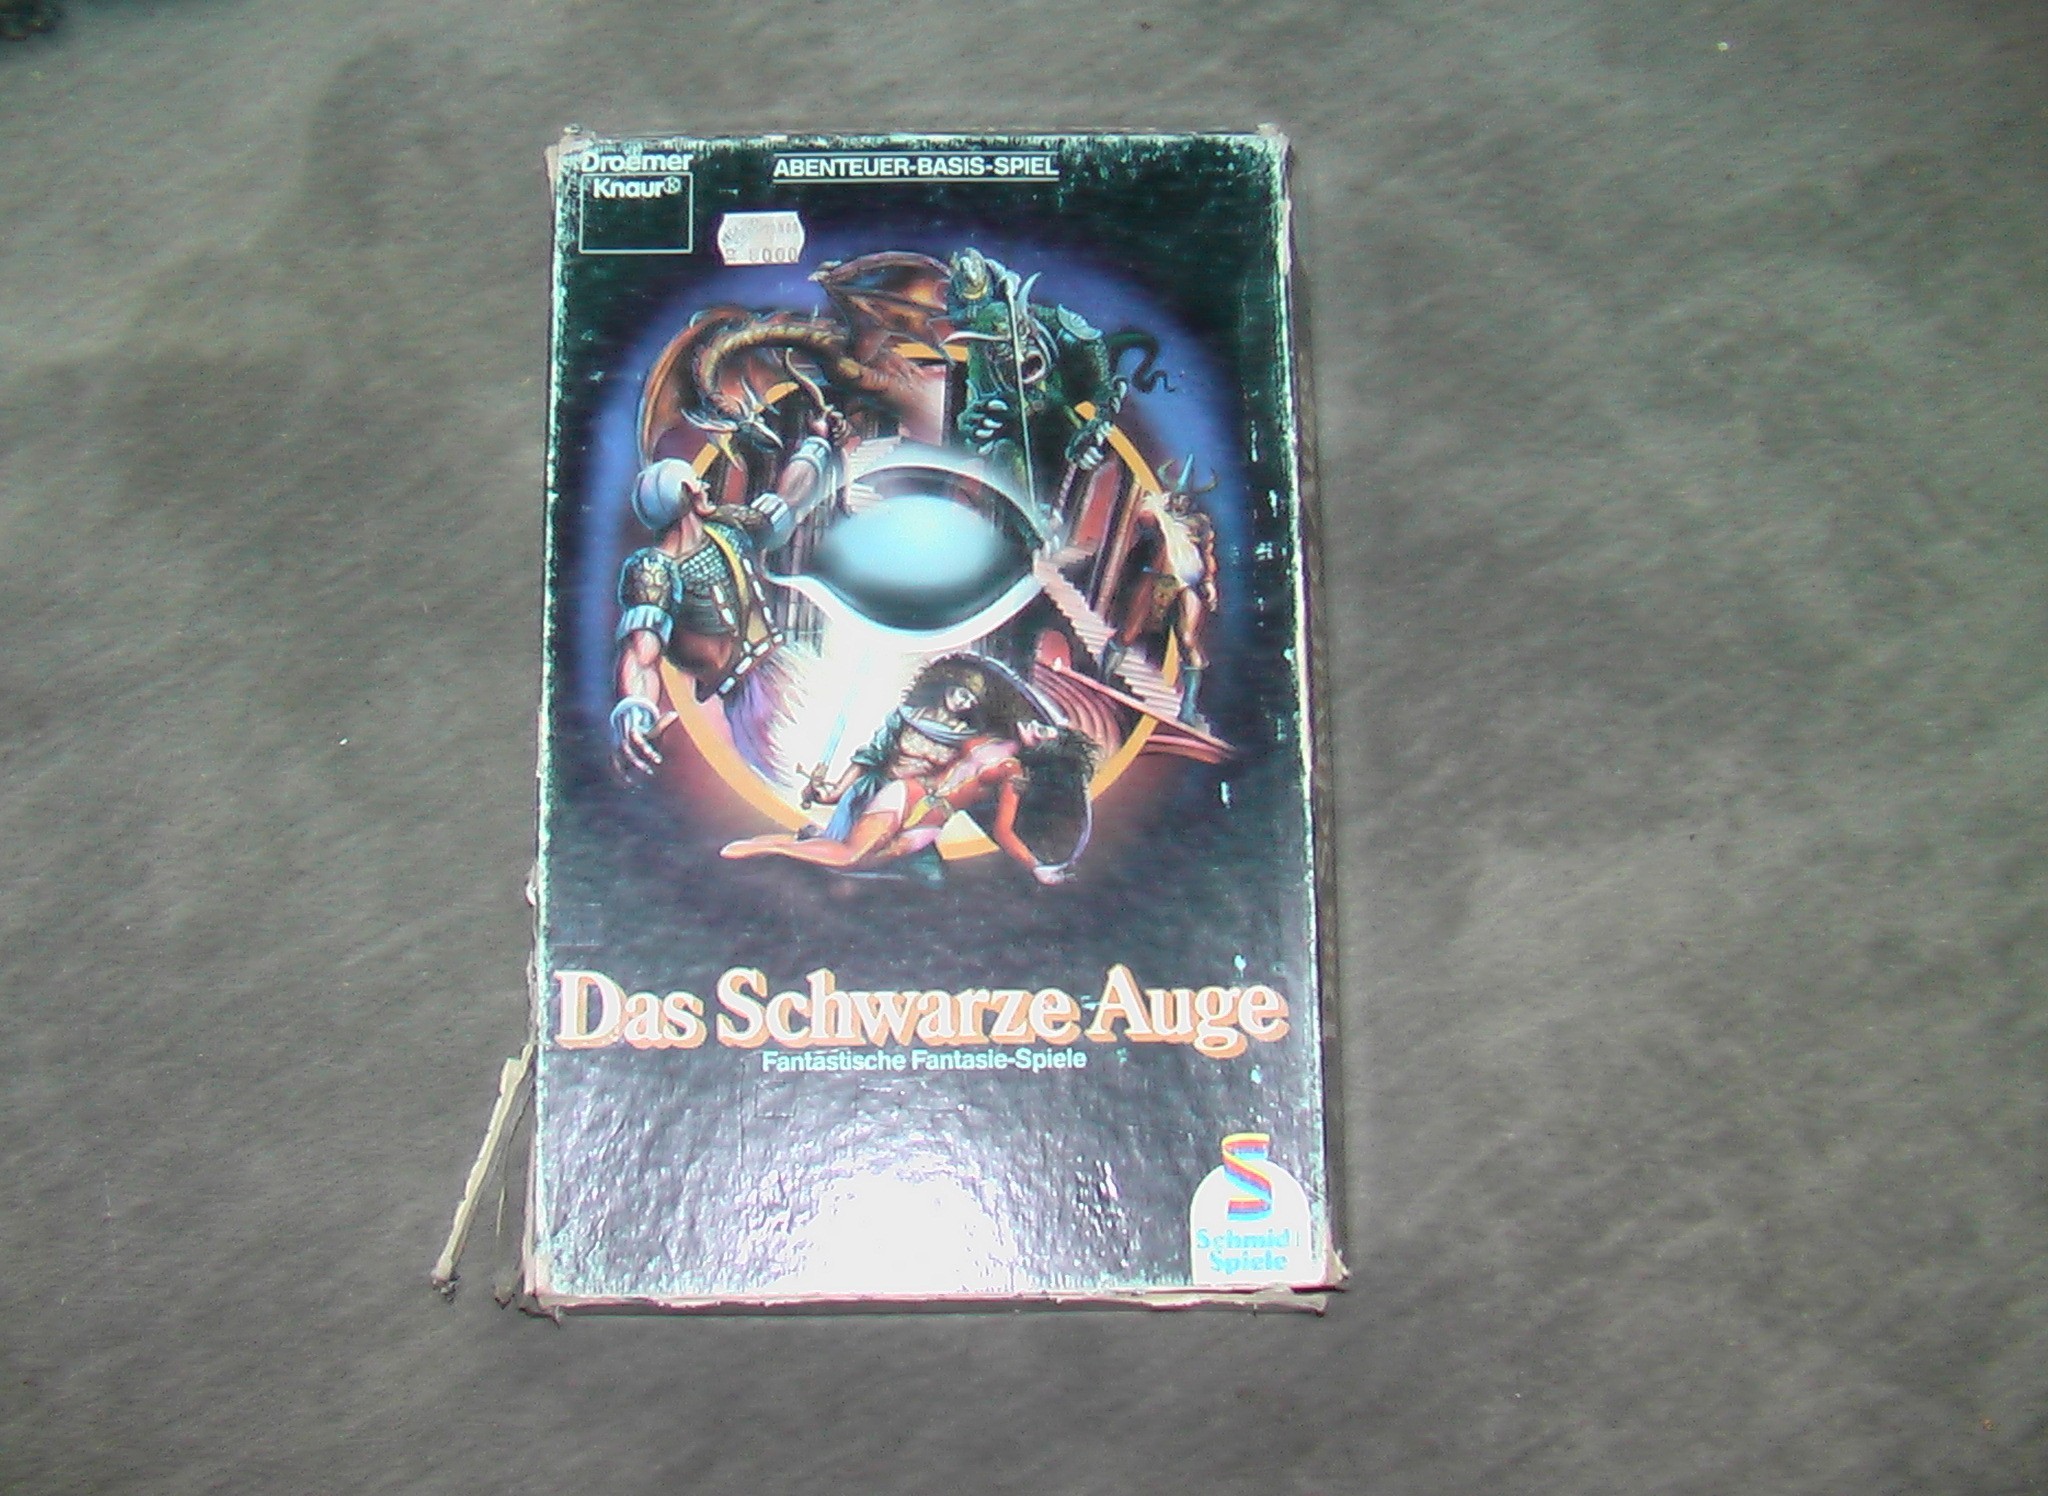 Droemer
Knaur®
ABENTEUER-BASIS-SPIEL
Das Schwarze Auge
Fantastische Fantasie-Spiele
Schmidt
Spiele